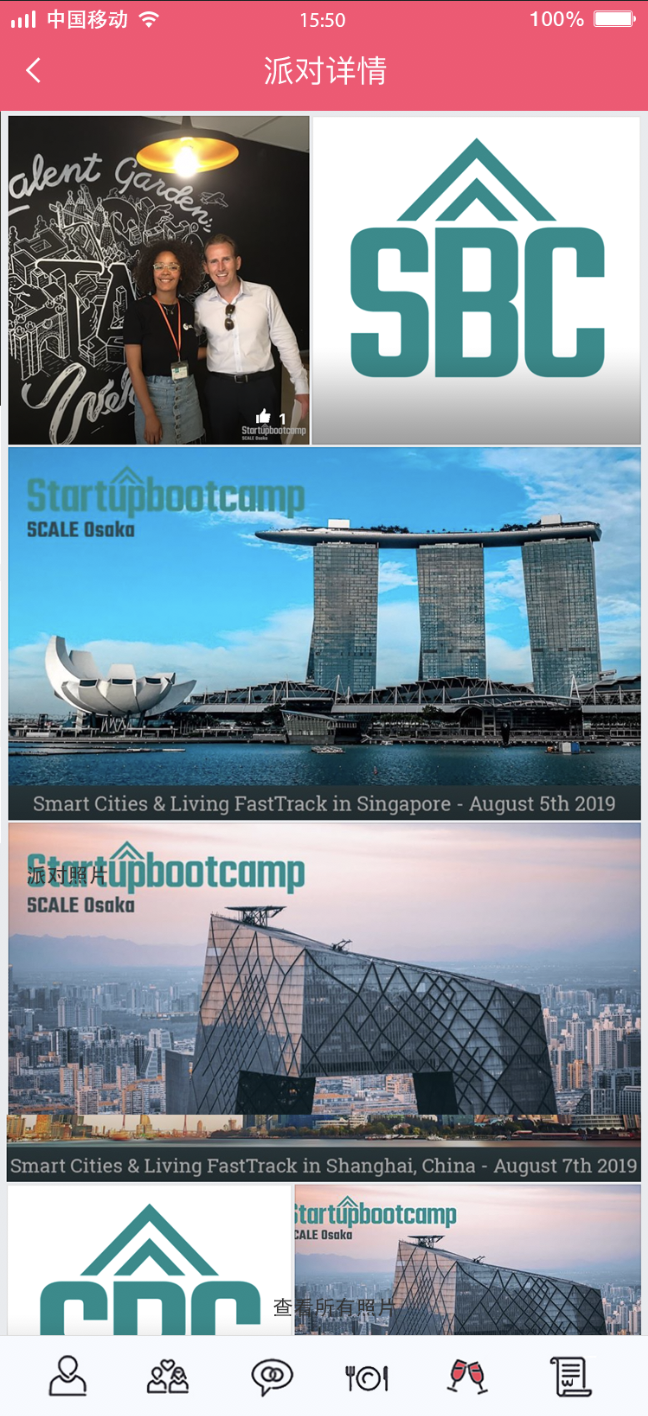 中国移动
15:50
100%
派对详情
alent Garden
TA
Wel
1
Startupbootcamp
SCALE Osaka
SBC
Startupbootcamp
SCALE Osaka
Smart Cities & Living FastTrack in Singapore - August 5th 2019
Startupbootcamp
派对照片
SCALE Osaka
Smart Cities & Living FastTrack in Shanghai, China - August 7th 2019
Startupbootcamp
SCALE Osaka
查看所有照片
W